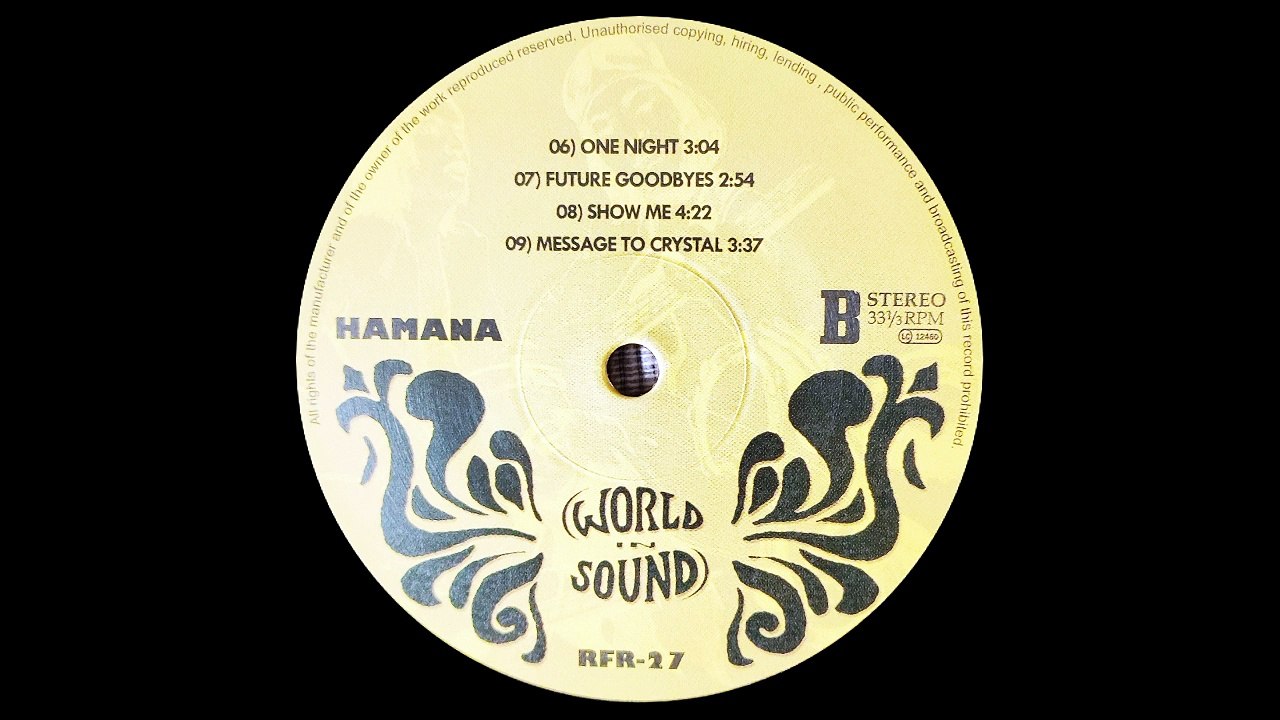 All rights of the manufacturer and of the owner of the work reproduced reserved. Unauthorised copying, hiring, lending , public performance and broadcasting of this record prohibited.
06) ONE NIGHT 3:04
07) FUTURE GOODBYES 2:54
08) SHOW ME 4:22
09) MESSAGE TO CRYSTAL 3:37
HAMANA
B
STEREO
33⅓ RPM
LC 12460
WORLD
IN
SOUND
RFR-27